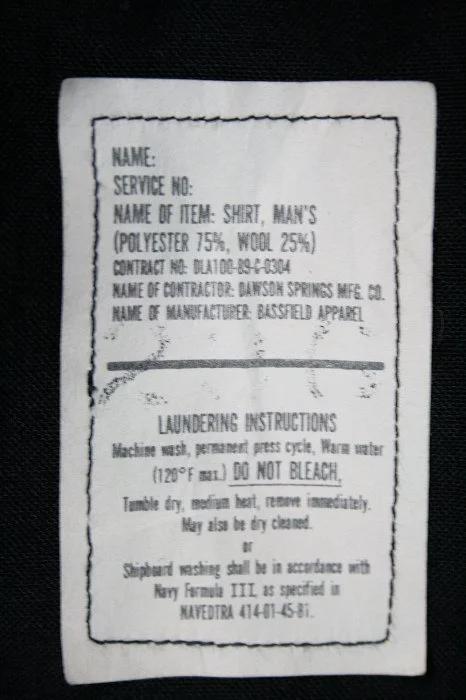 NAME:
SERVICE NO:
NAME OF ITEM: SHIRT, MAN'S
(POLYESTER 75%, WOOL 25%)
CONTRACT NO: DLA100-89-C-0304
NAME OF CONTRACTOR: DAWSON SPRINGS MFG. CO.
NAME OF MANUFACTURER: BASSFIELD APPAREL
LAUNDERING INSTRUCTIONS
Machine wash, permanent press cycle, Warm water
(120°F max.) DO NOT BLEACH.
Tumble dry, medium heat, remove immediately.
May also be dry cleaned.
or
Shipboard washing shall be in accordance with
Navy Formula III, as specified in
NAVEDTRA 414-01-45-81.